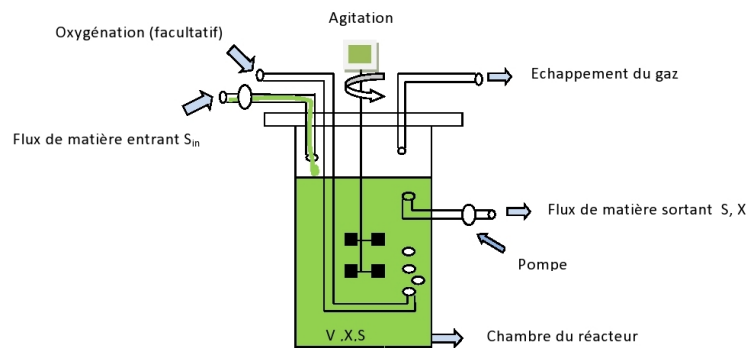 Agitation
Oxygénation (facultatif)
Echappement du gaz
Flux de matière entrant Sin
Flux de matière sortant S, X
Pompe
V ,X,S
Chambre du réacteur